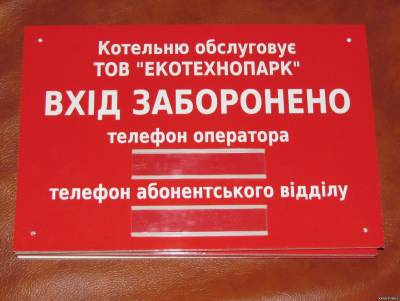 Котельню обслуговує
ТОВ "ЕКОТЕХНОПАРК"
ВХІД ЗАБОРОНЕНО
телефон оператора
телефон абонентського відділу